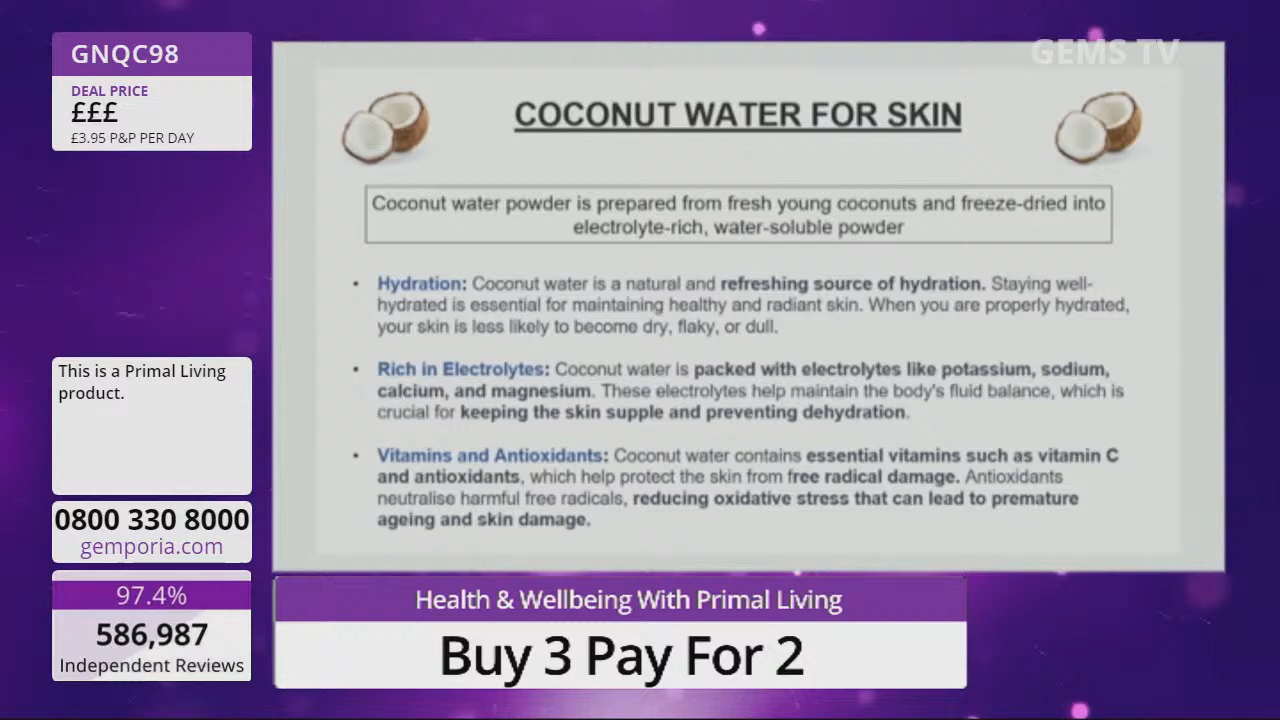 GNQC98
DEAL PRICE
£££
£3.95 P&P PER DAY
This is a Primal Living
product.
0800 330 8000
gemporia.com
97.4%
586,987
Independent Reviews
GEMS TV
COCONUT WATER FOR SKIN
Coconut water powder is prepared from fresh young coconuts and freeze-dried into
electrolyte-rich, water-soluble powder
• Hydration: Coconut water is a natural and refreshing source of hydration. Staying well-
hydrated is essential for maintaining healthy and radiant skin. When you are properly hydrated,
your skin is less likely to become dry, flaky, or dull.
• Rich in Electrolytes: Coconut water is packed with electrolytes like potassium, sodium,
calcium, and magnesium. These electrolytes help maintain the body's fluid balance, which is
crucial for keeping the skin supple and preventing dehydration.
• Vitamins and Antioxidants: Coconut water contains essential vitamins such as vitamin C
and antioxidants, which help protect the skin from free radical damage. Antioxidants
neutralise harmful free radicals, reducing oxidative stress that can lead to premature
ageing and skin damage.
Health & Wellbeing With Primal Living
Buy 3 Pay For 2